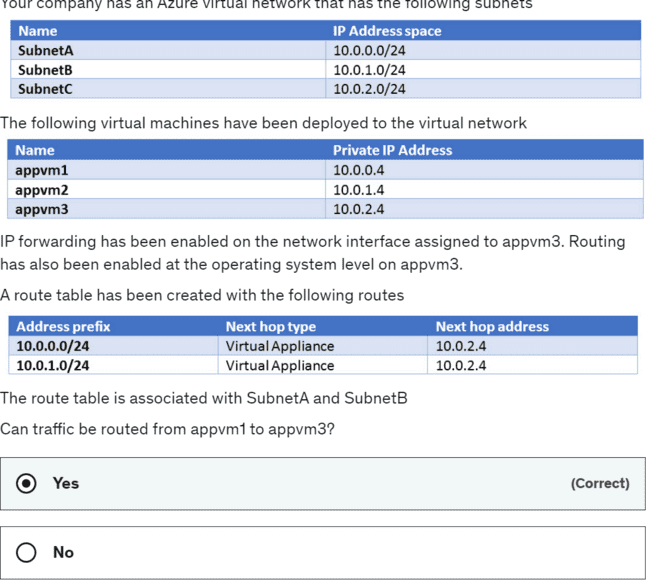 Your company has an Azure virtual network that has the following subnets
Name IP Address space
SubnetA 10.0.0.0/24
SubnetB 10.0.1.0/24
SubnetC 10.0.2.0/24
The following virtual machines have been deployed to the virtual network
Name Private IP Address
appvm1 10.0.0.4
appvm2 10.0.1.4
appvm3 10.0.2.4
IP forwarding has been enabled on the network interface assigned to appvm3. Routing
has also been enabled at the operating system level on appvm3.
A route table has been created with the following routes
Address prefix Next hop type Next hop address
10.0.0.0/24 Virtual Appliance 10.0.2.4
10.0.1.0/24 Virtual Appliance 10.0.2.4
The route table is associated with SubnetA and SubnetB
Can traffic be routed from appvm1 to appvm3?
Yes (Correct)
No